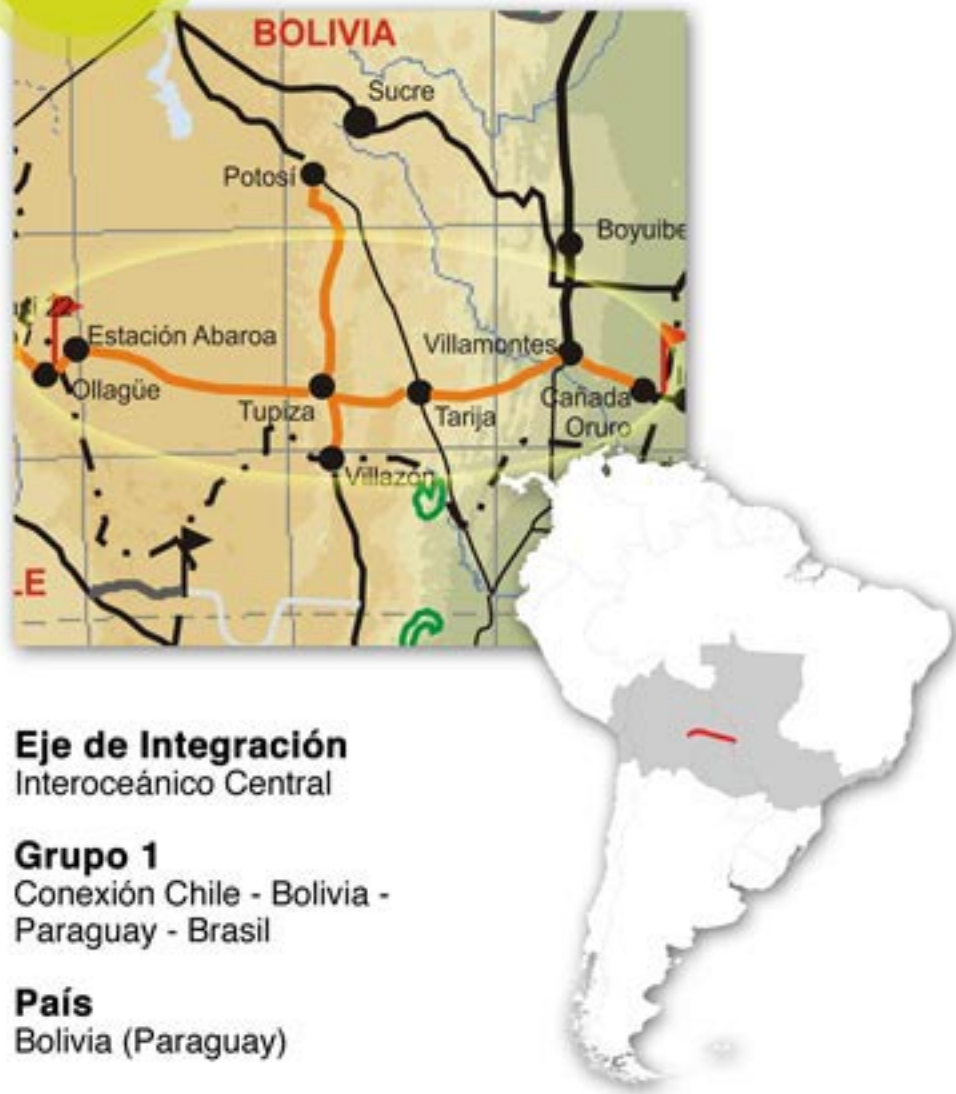 BOLIVIA
Sucre
Potosí
Boyuibe
22
Estación Abaroa
Villamontes
Ollagüe
Cañada
Tupiza
Tarija
Oruro
Villazón
LE
Eje de Integración
Interoceánico Central
Grupo 1
Conexión Chile - Bolivia -
Paraguay - Brasil
País
Bolivia (Paraguay)